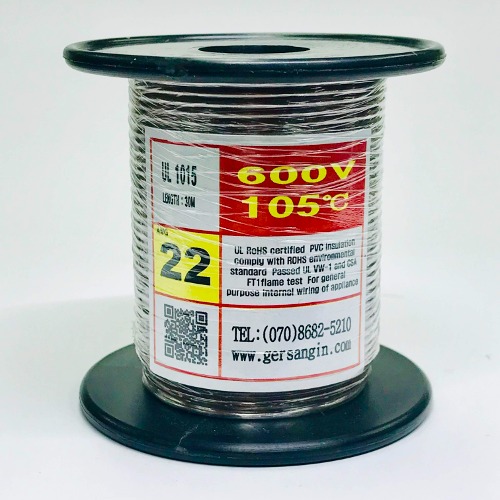 UL 1015
LENGTH : 30M
600V
105℃
AWG
22
UL RoHS certified PVC insulation
comply with ROHS environmental
standard Passed UL VW-1 and CSA
FT1flame test For general
purpose internal wiring of appliance
TEL:(070)8682-5210
www.gersangin.com